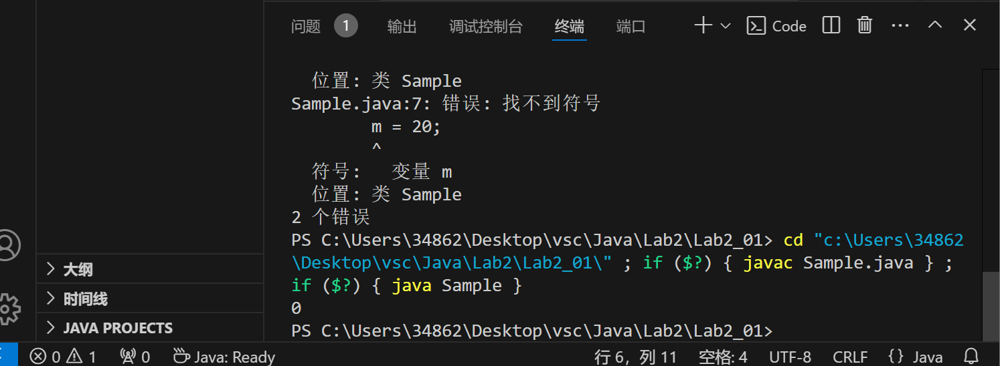 问题 1 输出 调试控制台 终端 端口 Code
位置: 类 Sample
Sample.java:7: 错误: 找不到符号
m = 20;
^
符号:   变量 m
位置: 类 Sample
2 个错误
PS C:\Users\34862\Desktop\vsc\Java\Lab2\Lab2_01> cd "c:\Users\34862
\Desktop\vsc\Java\Lab2\Lab2_01\" ; if ($?) { javac Sample.java } ;
if ($?) { java Sample }
0
PS C:\Users\34862\Desktop\vsc\Java\Lab2\Lab2_01>
大纲
时间线
JAVA PROJECTS
0 1 0 Java: Ready 行 6，列 11 空格: 4 UTF-8 CRLF {} Java